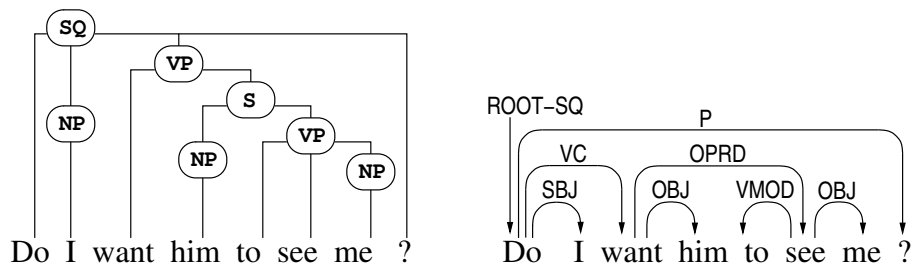 SQ
VP
S
NP
VP
NP
NP
Do I want him to see me ?
ROOT−SQ
P
VC OPRD
SBJ OBJ VMOD OBJ
Do I want him to see me ?